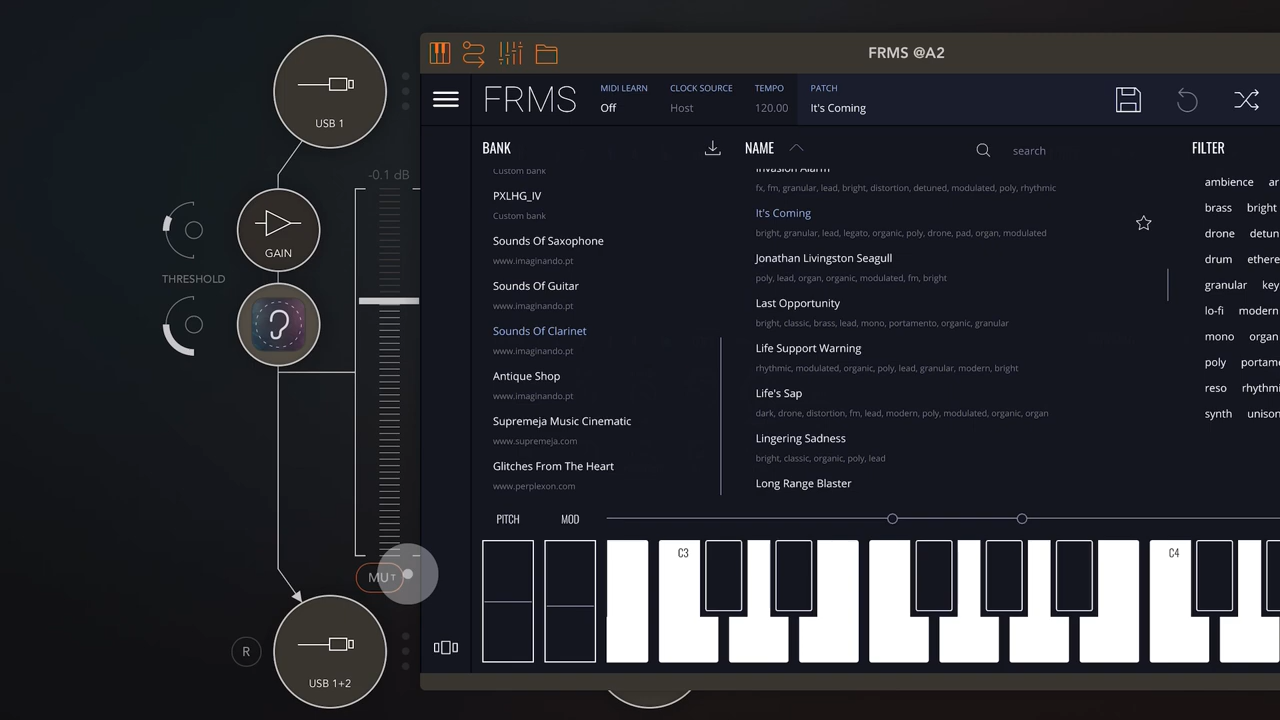 FRMS @A2
USB 1
FRMS
MIDI LEARN
Off
CLOCK SOURCE
Host
TEMPO
120.00
PATCH
It's Coming
BANK
NAME
search
FILTER
Custom bank
PXLHG_IV
Custom bank
Sounds Of Saxophone
www.imaginando.pt
Sounds Of Guitar
www.imaginando.pt
Sounds Of Clarinet
www.imaginando.pt
Antique Shop
www.imaginando.pt
Supremeja Music Cinematic
www.supremeja.com
Glitches From The Heart
www.perplexon.com
Invasion Alarm
fx, fm, granular, lead, bright, distortion, detuned, modulated, poly, rhythmic
It's Coming
bright, granular, lead, legato, organic, poly, drone, pad, organ, modulated
Jonathan Livingston Seagull
poly, lead, organ, organic, modulated, fm, bright
Last Opportunity
bright, classic, brass, lead, mono, portamento, organic, granular
Life Support Warning
rhythmic, modulated, organic, poly, lead, granular, modern, bright
Life's Sap
dark, drone, distortion, fm, lead, modern, poly, modulated, organic, organ
Lingering Sadness
bright, classic, organic, poly, lead
Long Range Blaster
ambience ar
brass bright
drone detun
drum ethere
granular key
lo-fi modern
mono organ
poly portame
reso rhythmi
synth unison
-0.1 dB
GAIN
THRESHOLD
MUT
R
USB 1+2
PITCH
MOD
C3
C4